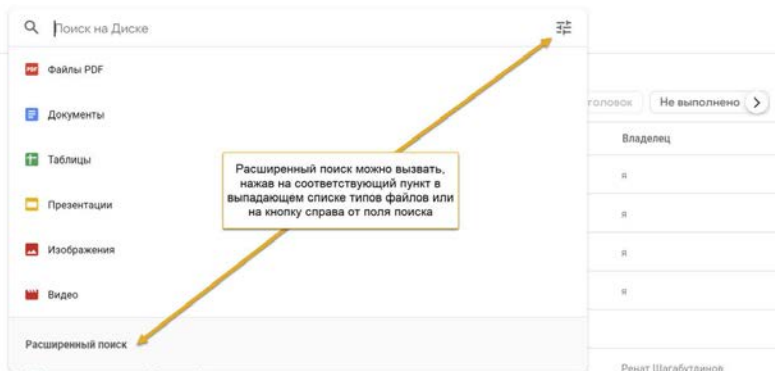 Поиск на Диске
PDF
Файлы PDF
оловок
Не выполнено
Документы
Владелец
Таблицы
Расширенный поиск можно вызвать,
нажав на соответствующий пункт в
выпадающем списке типов файлов или
на кнопку справа от поля поиска
я
Презентации
я
Изображения
я
Видео
я
Расширенный поиск
Ренат Шагабутдинов